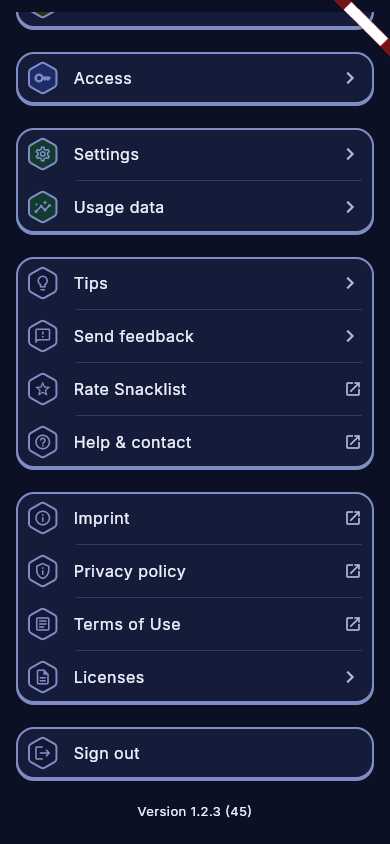 Access
Settings
Usage data
Tips
Send feedback
Rate Snacklist
Help & contact
Imprint
Privacy policy
Terms of Use
Licenses
Sign out
Version 1.2.3 (45)